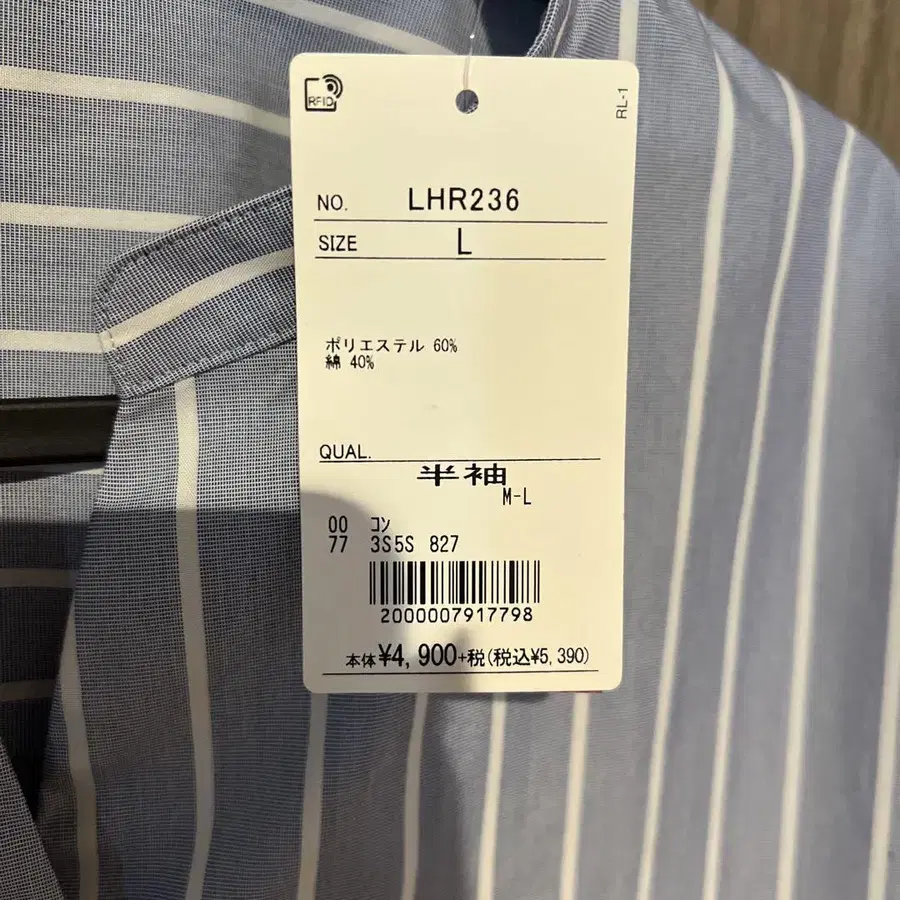 RFID
RL-1
NO. LHR236
SIZE L
ポリエステル 60%
綿 40%
QUAL.
半袖
M-L
00 コン
77 3S5S 827
2000007917798
本体¥4,900+税(税込¥5,390)